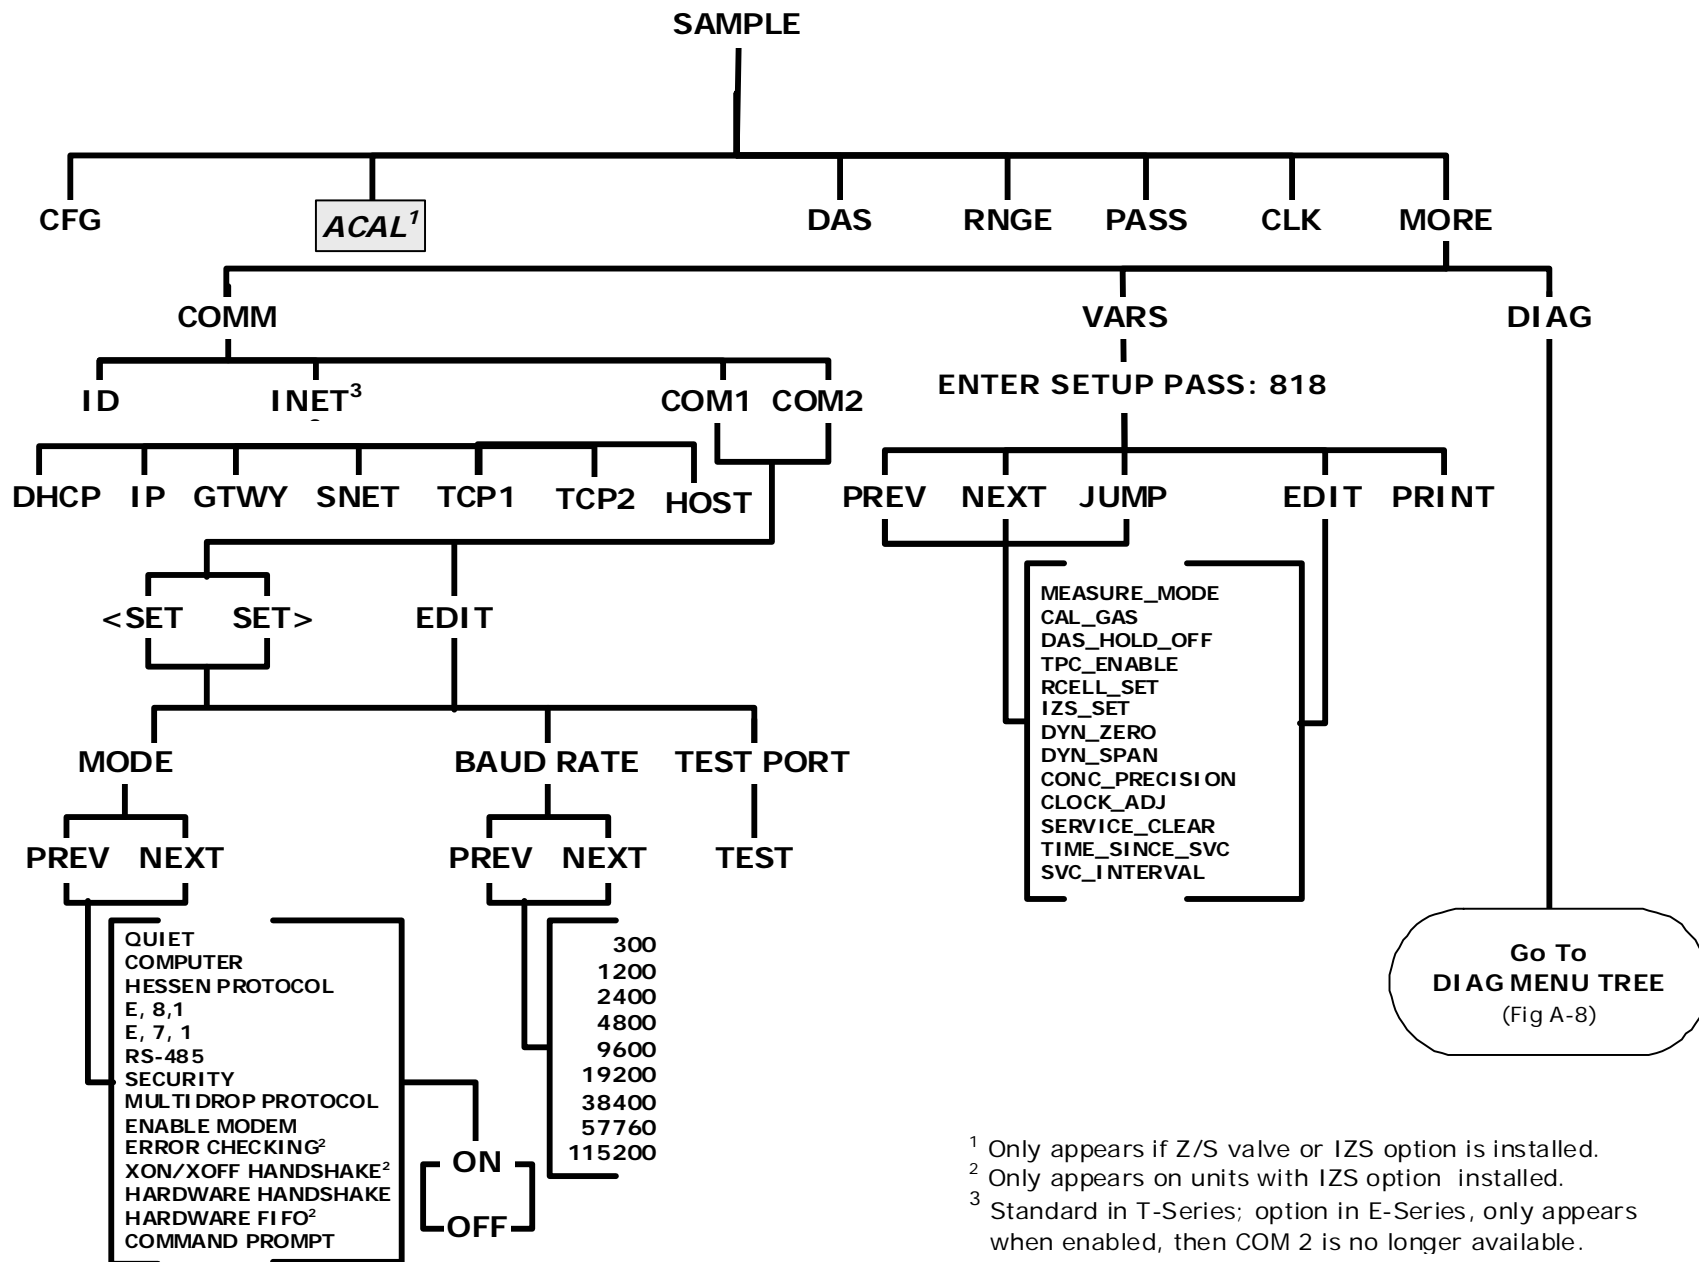 SAMPLE
CFG
ACAL¹
DAS
RNGE
PASS
CLK
MORE
COMM
VARS
DIAG
ID
INET³
COM1
COM2
ENTER SETUP PASS: 818
DHCP
IP
GTWY
SNET
TCP1
TCP2
HOST
PREV
NEXT
JUMP
EDIT
PRINT
<SET
SET>
EDIT
MEASURE_MODE
CAL_GAS
DAS_HOLD_OFF
TPC_ENABLE
RCELL_SET
IZS_SET
DYN_ZERO
DYN_SPAN
CONC_PRECISION
CLOCK_ADJ
SERVICE_CLEAR
TIME_SINCE_SVC
SVC_INTERVAL
MODE
BAUD RATE
TEST PORT
PREV
NEXT
PREV
NEXT
TEST
QUIET
COMPUTER
HESSEN PROTOCOL
E, 8,1
E, 7, 1
RS-485
SECURITY
MULTIDROP PROTOCOL
ENABLE MODEM
ERROR CHECKING²
XON/XOFF HANDSHAKE²
HARDWARE HANDSHAKE
HARDWARE FIFO²
COMMAND PROMPT
ON
OFF
300
1200
2400
4800
9600
19200
38400
57760
115200
Go To
DIAG MENU TREE
(Fig A-8)
¹ Only appears if Z/S valve or IZS option is installed.
² Only appears on units with IZS option installed.
³ Standard in T-Series; option in E-Series, only appears
when enabled, then COM 2 is no longer available.